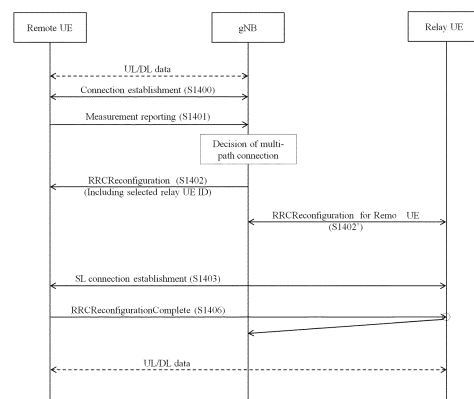 Remote UE
gNB
Relay UE
UL/DL data
Connection establishment (S1400)
Measurement reporting (S1401)
Decision of multi-
path connection
RRCReconfiguration (S1402)
(Including selected relay UE ID)
RRCReconfiguration for Remo UE
(S1402')
SL connection establishment (S1403)
RRCReconfigurationComplete (S1406)
UL/DL data